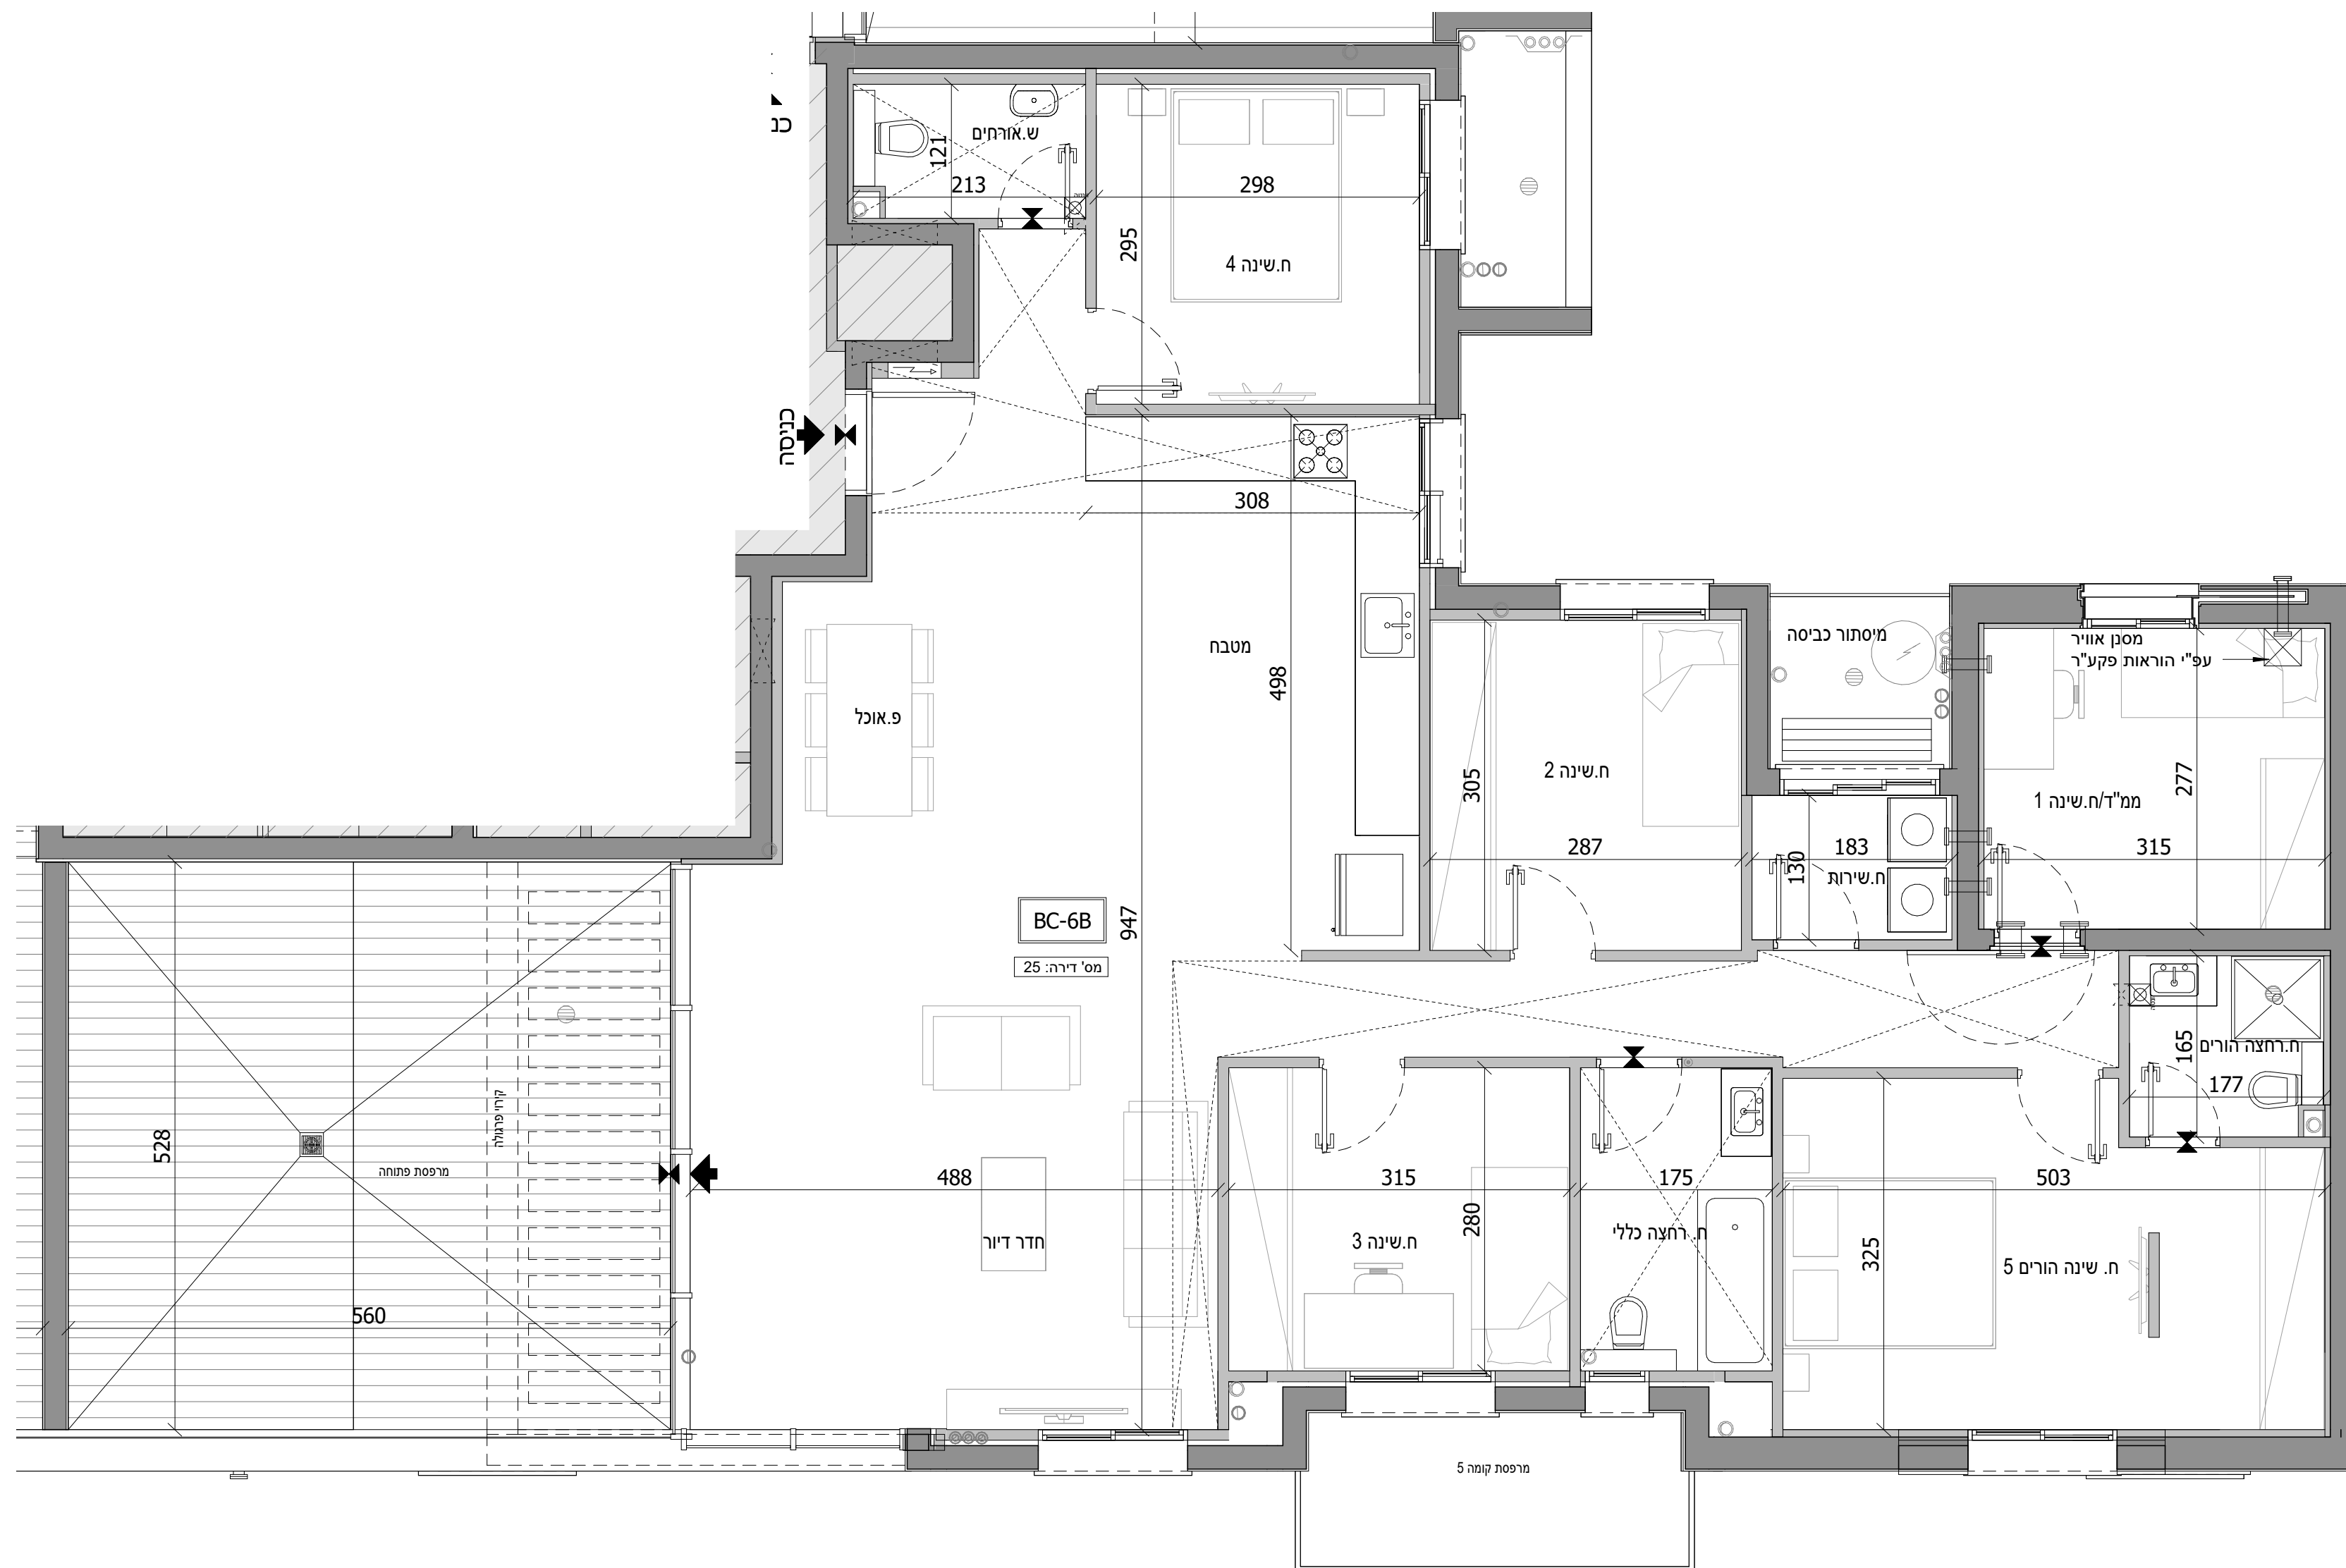 כנ
ש.אורחים
121
213
298
295
ח.שינה 4
כניסה
308
מטבח
498
פ.אוכל
מיסתור כביסה
מסנן אוויר
עפ"י הוראות פקע"ר
ח.שינה 2
305
287
ממ"ד/ח.שינה 1
277
315
130
183
ח.שירות
BC-6B
947
מס' דירה: 25
ח.רחצה הורים
165
177
קירוי פרגולה
528
מרפסת פתוחה
560
488
חדר דיור
315
280
ח.שינה 3
175
ח. רחצה כללי
503
325
ח. שינה הורים 5
מרפסת קומה 5